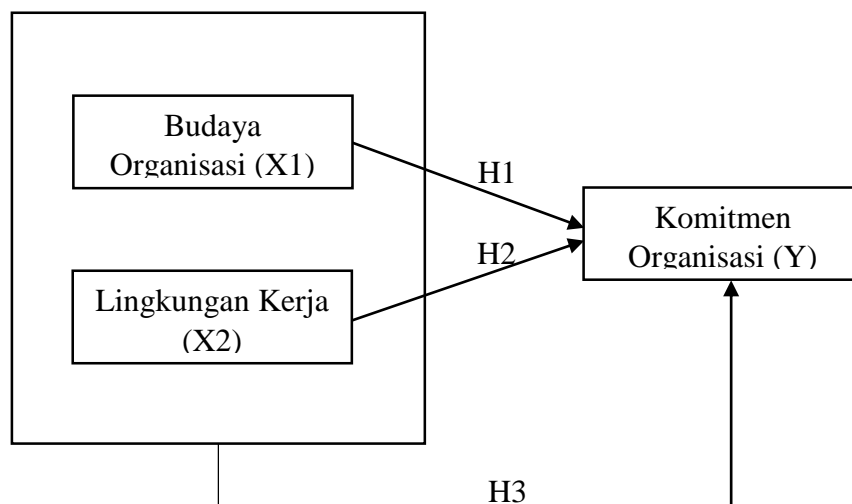 Budaya
Organisasi (X1)
H1
Komitmen
Organisasi (Y)
H2
Lingkungan Kerja
(X2)
H3